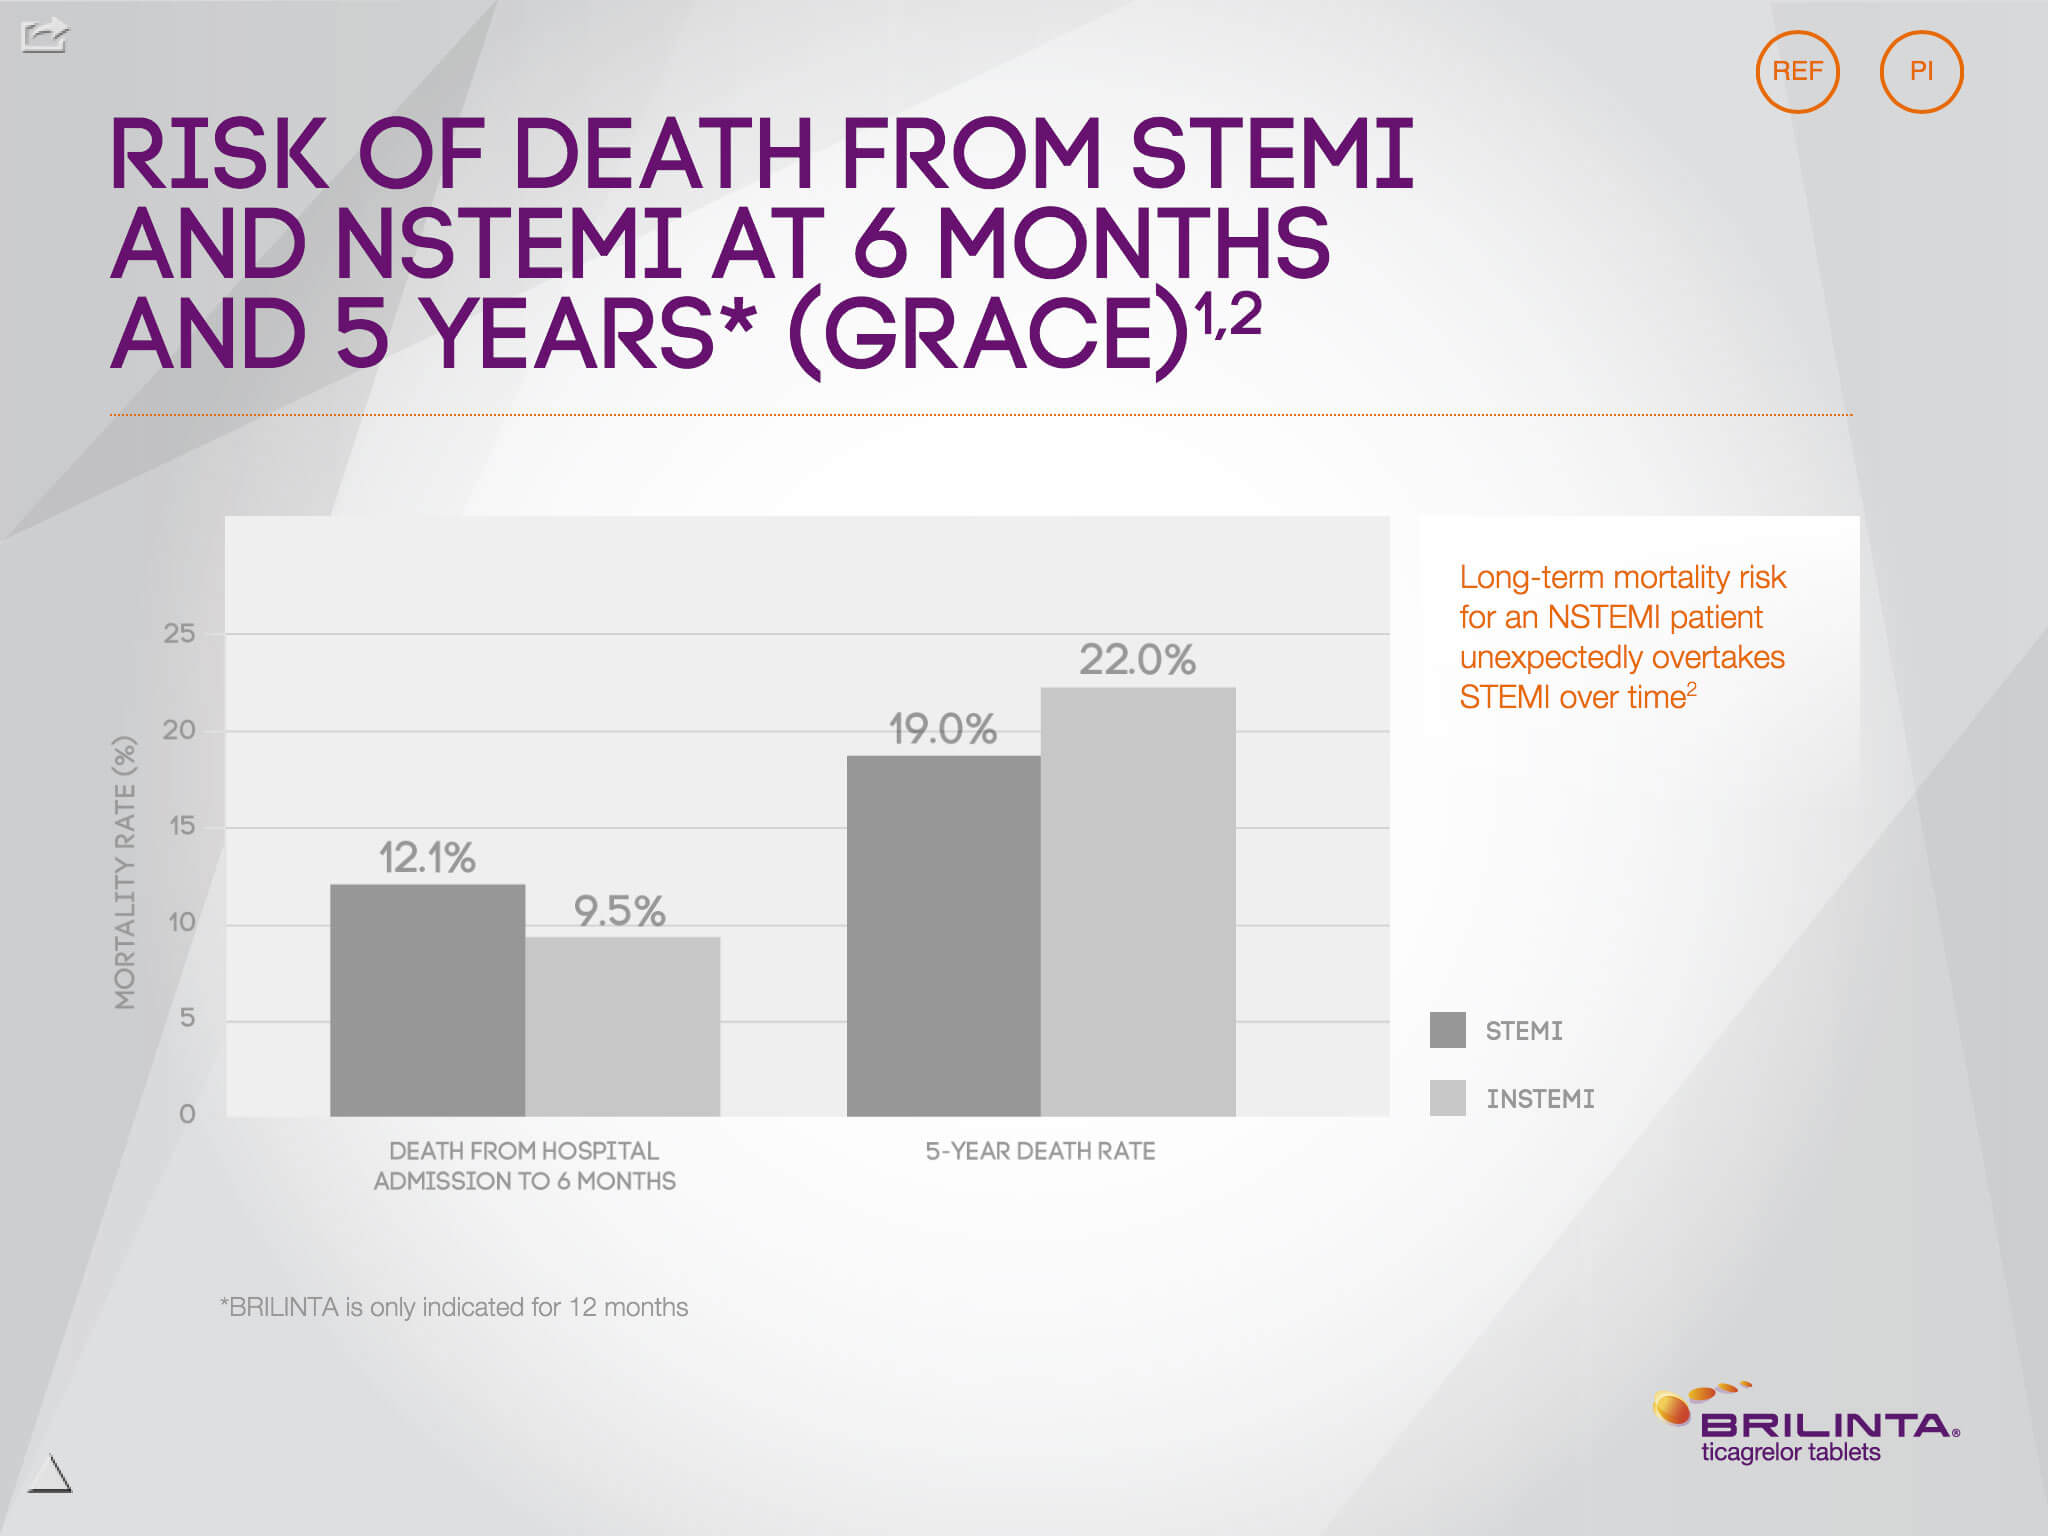 REF PI
RISK OF DEATH FROM STEMI
AND NSTEMI AT 6 MONTHS
AND 5 YEARS* (GRACE)1,2
Long-term mortality risk
for an NSTEMI patient
unexpectedly overtakes
STEMI over time2
MORTALITY RATE (%)
25
20
15
10
5
0
12.1%
9.5%
19.0%
22.0%
DEATH FROM HOSPITAL
ADMISSION TO 6 MONTHS
5-YEAR DEATH RATE
STEMI
INSTEMI
*BRILINTA is only indicated for 12 months
BRILINTA®
ticagrelor tablets